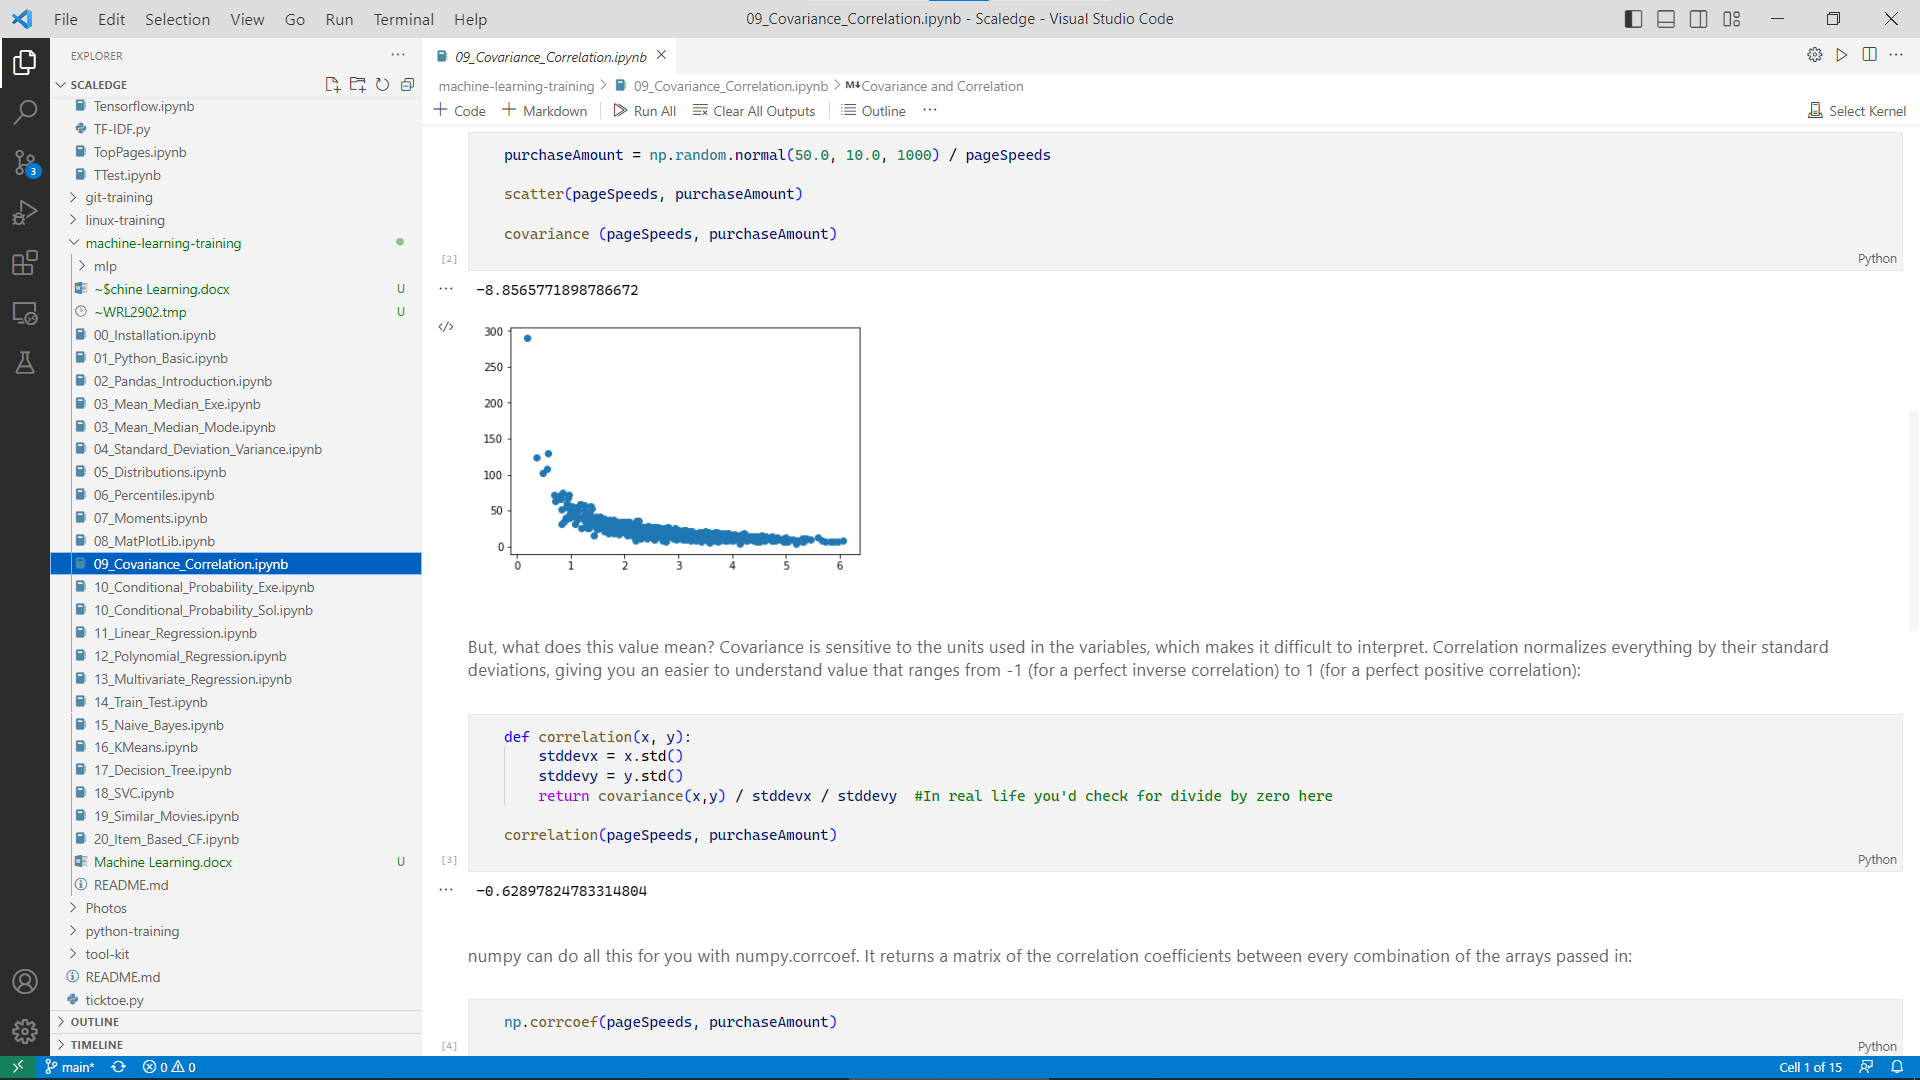 File Edit Selection View Go Run Terminal Help
09_Covariance_Correlation.ipynb - Scaledge - Visual Studio Code
EXPLORER
SCALEDGE
Tensorflow.ipynb
TF-IDF.py
TopPages.ipynb
TTest.ipynb
git-training
linux-training
machine-learning-training
mlp
~$chine Learning.docx U
~WRL2902.tmp U
00_Installation.ipynb
01_Python_Basic.ipynb
02_Pandas_Introduction.ipynb
03_Mean_Median_Exe.ipynb
03_Mean_Median_Mode.ipynb
04_Standard_Deviation_Variance.ipynb
05_Distributions.ipynb
06_Percentiles.ipynb
07_Moments.ipynb
08_MatPlotLib.ipynb
09_Covariance_Correlation.ipynb
10_Conditional_Probability_Exe.ipynb
10_Conditional_Probability_Sol.ipynb
11_Linear_Regression.ipynb
12_Polynomial_Regression.ipynb
13_Multivariate_Regression.ipynb
14_Train_Test.ipynb
15_Naive_Bayes.ipynb
16_KMeans.ipynb
17_Decision_Tree.ipynb
18_SVC.ipynb
19_Similar_Movies.ipynb
20_Item_Based_CF.ipynb
Machine Learning.docx U
README.md
Photos
python-training
tool-kit
README.md
ticktoe.py
OUTLINE
TIMELINE
3
09_Covariance_Correlation.ipynb
machine-learning-training > 09_Covariance_Correlation.ipynb > M↓Covariance and Correlation
+ Code + Markdown Run All Clear All Outputs Outline ... Select Kernel
purchaseAmount = np.random.normal(50.0, 10.0, 1000) / pageSpeeds
scatter(pageSpeeds, purchaseAmount)
covariance (pageSpeeds, purchaseAmount)
[2] Python
-8.8565771898786672
300
250
200
150
100
50
0
0 1 2 3 4 5 6
But, what does this value mean? Covariance is sensitive to the units used in the variables, which makes it difficult to interpret. Correlation normalizes everything by their standard
deviations, giving you an easier to understand value that ranges from -1 (for a perfect inverse correlation) to 1 (for a perfect positive correlation):
def correlation(x, y):
stddevx = x.std()
stddevy = y.std()
return covariance(x,y) / stddevx / stddevy #In real life you'd check for divide by zero here
correlation(pageSpeeds, purchaseAmount)
[3] Python
-0.62897824783314804
numpy can do all this for you with numpy.corrcoef. It returns a matrix of the correlation coefficients between every combination of the arrays passed in:
np.corrcoef(pageSpeeds, purchaseAmount)
[4] Python
main* 0 0 Cell 1 of 15